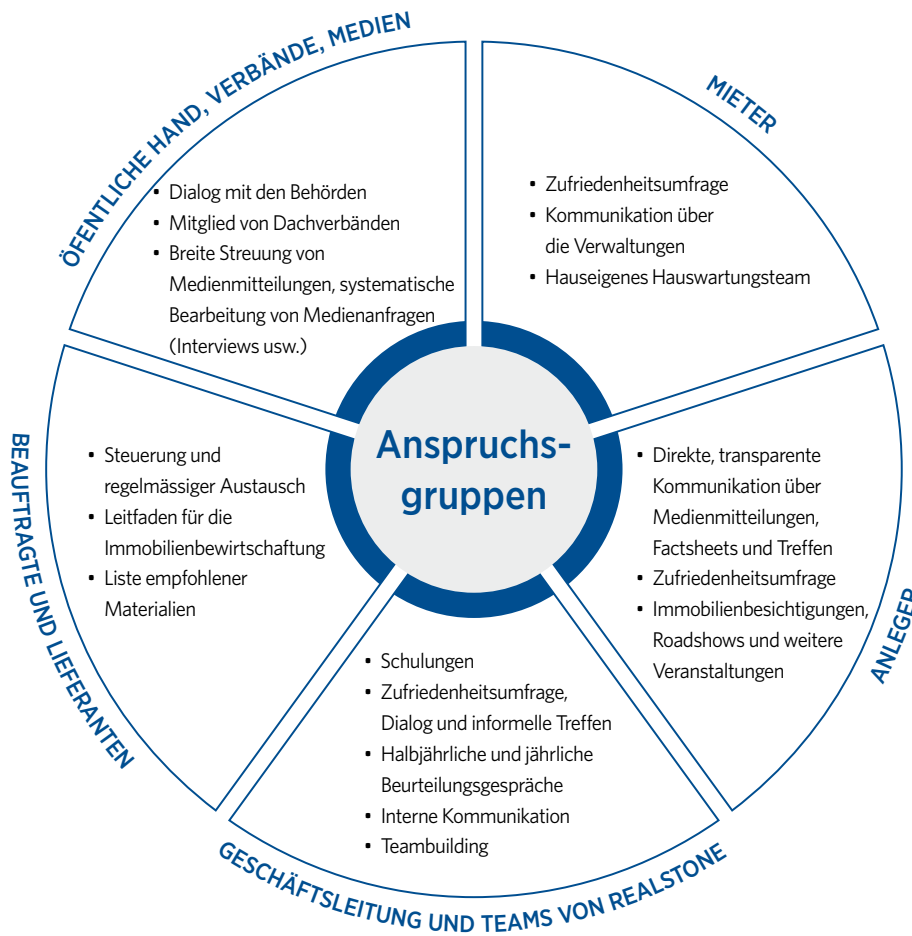 Anspruchs-
gruppen
MIETER
• Zufriedenheitsumfrage
• Kommunikation über
die Verwaltungen
• Hauseigenes Hauswartungsteam
ANLEGER
• Direkte, transparente
Kommunikation über
Medienmitteilungen,
Factsheets und Treffen
• Zufriedenheitsumfrage
• Immobilienbesichtigungen,
Roadshows und weitere
Veranstaltungen
GESCHÄFTSLEITUNG UND TEAMS VON REALSTONE
• Schulungen
• Zufriedenheitsumfrage,
Dialog und informelle Treffen
• Halbjährliche und jährliche
Beurteilungsgespräche
• Interne Kommunikation
• Teambuilding
BEAUFTRAGTE UND LIEFERANTEN
• Steuerung und
regelmässiger Austausch
• Leitfaden für die
Immobilienbewirtschaftung
• Liste empfohlener
Materialien
ÖFENTLICHE HAND, VERBÄNDE, MEDIEN
• Dialog mit den Behörden
• Mitglied von Dachverbänden
• Breite Streuung von
Medienmitteilungen, systematische
Bearbeitung von Medienanfragen
(Interviews usw.)